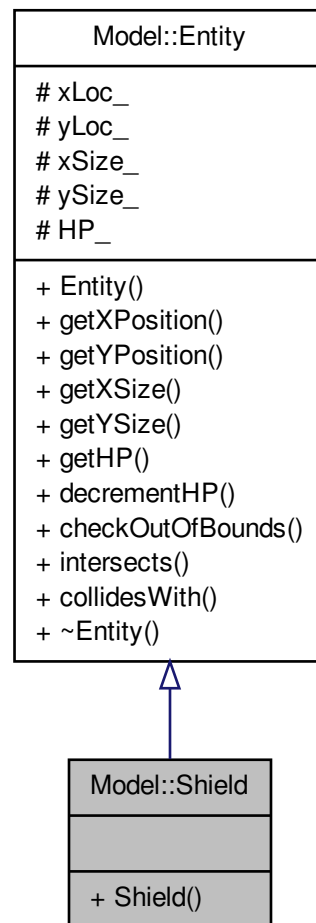 Model::Entity
# xLoc_
# yLoc_
# xSize_
# ySize_
# HP_
+ Entity()
+ getXPosition()
+ getYPosition()
+ getXSize()
+ getYSize()
+ getHP()
+ decrementHP()
+ checkOutOfBounds()
+ intersects()
+ collidesWith()
+ ~Entity()
Model::Shield
+ Shield()